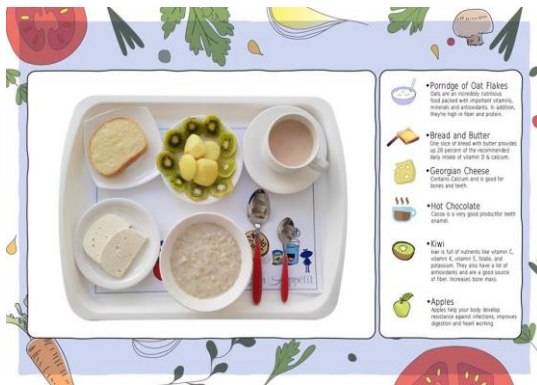 Appetit
•Porridge of Oat Flakes
Oats are an incredibly nutritious
food packed with important vitamins,
minerals and antioxidants. In addition,
they're high in fiber and protein.
•Bread and Butter
One slice of bread with butter provides
up 20 percent of the recommended
daily intake of vitamin D & calcium.
•Georgian Cheese
Contains Calcium and is good for
bones and teeth.
•Hot Chocolate
Cocoa is a very good productfor teeth
enamel.
•Kiwi
iwi is full of nutrients like vitamin C,
vitamin K, vitamin E, folate, and
potassium. They also have a lot of
antioxidants and are a good source
of fiber. Increases bone mass.
•Apples
Apples help your body develop
resistance against infections, improves
digestion and heart working.